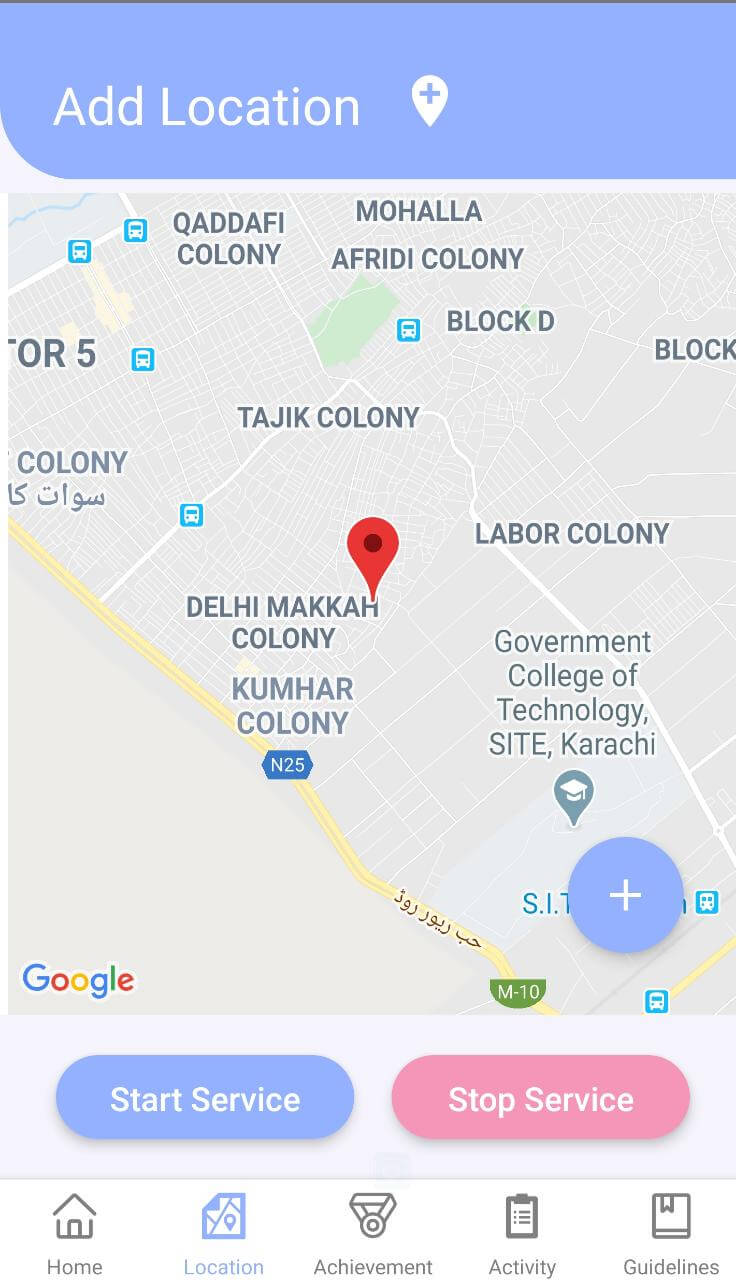 Add Location
MOHALLA
QADDAFI
COLONY
AFRIDI COLONY
BLOCK D
TOR 5
BLOCK
TAJIK COLONY
COLONY
سوات کا
LABOR COLONY
DELHI MAKKAH
COLONY
Government
College of
Technology,
SITE, Karachi
KUMHAR
COLONY
N25
حب ریور روڈ
S.I.T
Google
M-10
Start Service
Stop Service
Home
Location
Achievement
Activity
Guidelines